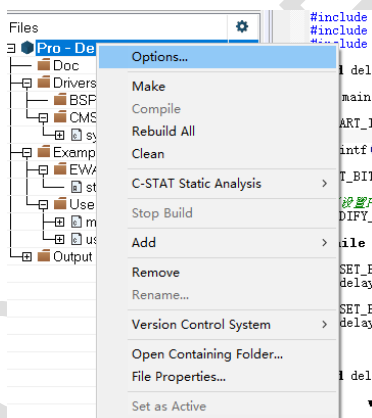 Files
Pro - De
Doc
Drivers
BSP
CMS
sy
Examp
EWA
st
Use
m
us
Output
Options...
Make
Compile
Rebuild All
Clean
C-STAT Static Analysis
Stop Build
Add
Remove
Rename...
Version Control System
Open Containing Folder...
File Properties...
Set as Active
#include
#include
#include
del
main
ART_I
intf(
T_BIT
设置P
DIFY_
ile
SET_B
delay
SET_B
delay
del